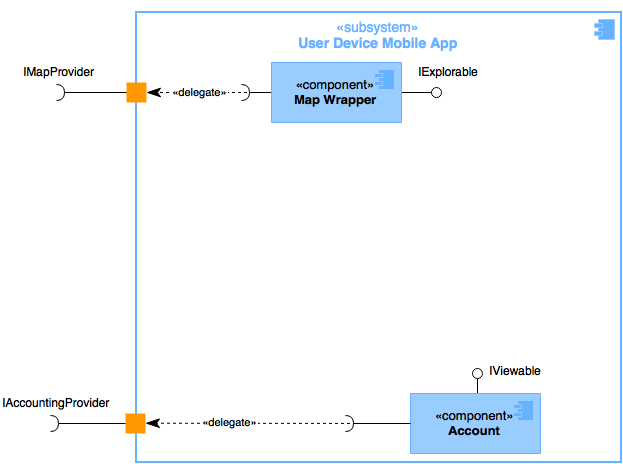 «subsystem»
User Device Mobile App
IMapProvider
«delegate»
«component»
Map Wrapper
IExplorable
IViewable
IAccountingProvider
«delegate»
«component»
Account